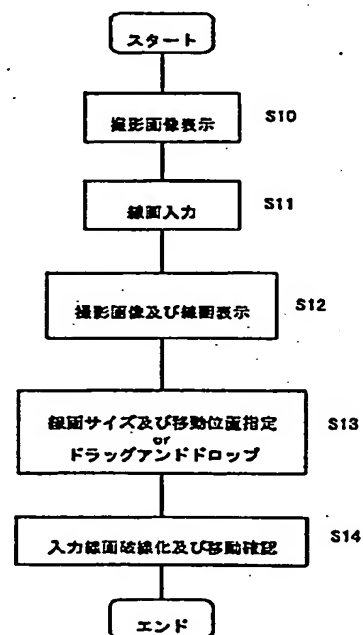 スタート
撮影画像表示
S10
線画入力
S11
撮影画像及び線画表示
S12
線画サイズ及び移動位置指定
or
ドラッグアンドドロップ
S13
入力線画破線化及び移動確認
S14
エンド